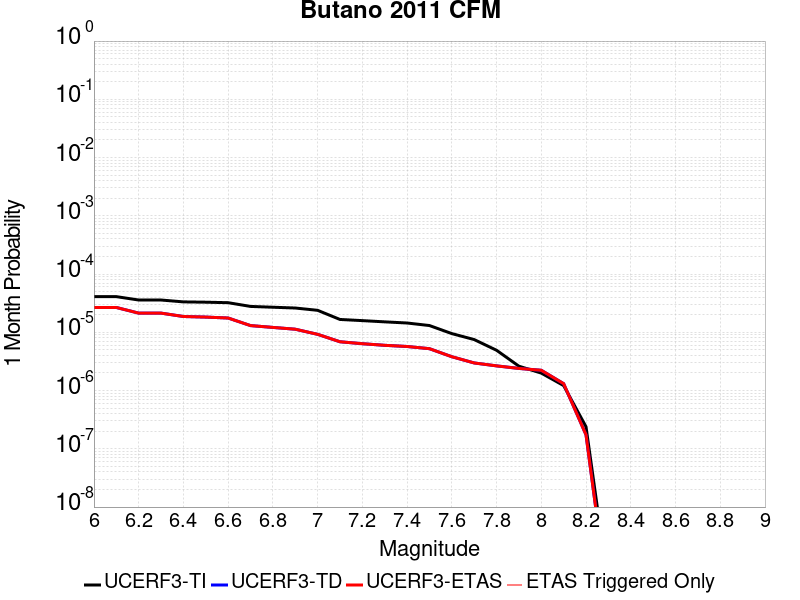 Butano 2011 CFM
10^0
10^-1
10^-2
10^-3
10^-4
10^-5
10^-6
10^-7
10^-8
1 Month Probability
6 6.2 6.4 6.6 6.8 7 7.2 7.4 7.6 7.8 8 8.2 8.4 8.6 8.8 9
Magnitude
UCERF3-TI UCERF3-TD UCERF3-ETAS ETAS Triggered Only